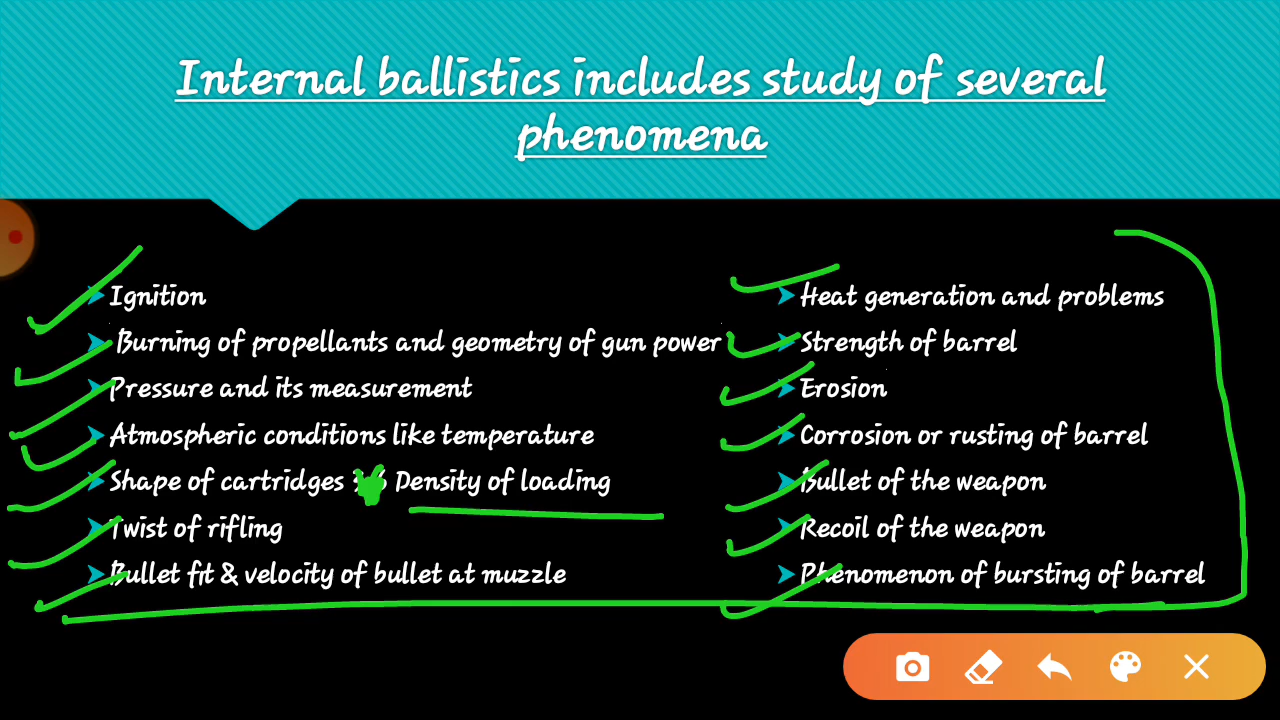 Internal ballistics includes study of several
phenomena
Ignition
Burning of propellants and geometry of gun power
Pressure and its measurement
Atmospheric conditions like temperature
Shape of cartridges Density of loading
Twist of rifling
Bullet fit & velocity of bullet at muzzle
Heat generation and problems
Strength of barrel
Erosion
Corrosion or rusting of barrel
Bullet of the weapon
Recoil of the weapon
Phenomenon of bursting of barrel